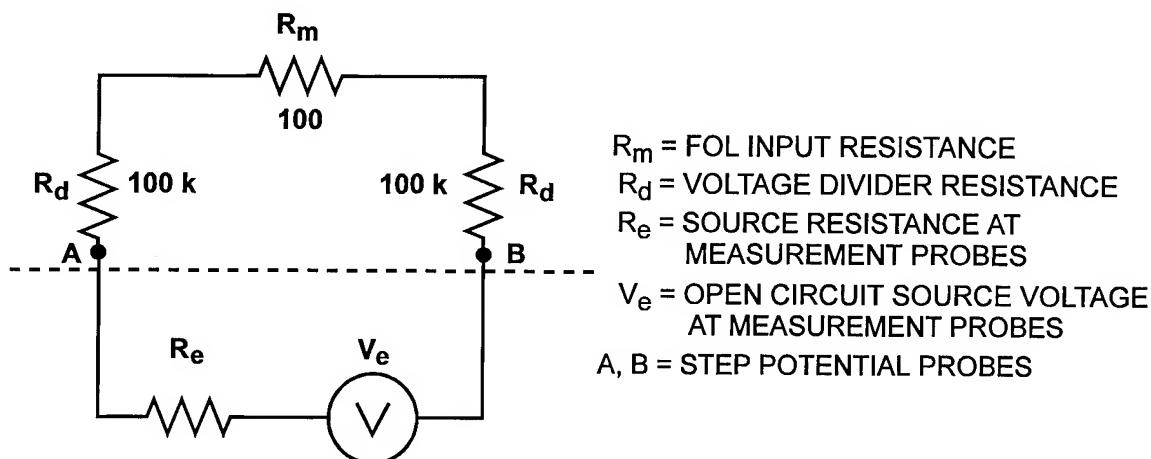 Rm
100
Rd 100 k
100 k Rd
A
B
Re
Ve
V
Rm = FOL INPUT RESISTANCE
Rd = VOLTAGE DIVIDER RESISTANCE
Re = SOURCE RESISTANCE AT
MEASUREMENT PROBES
Ve = OPEN CIRCUIT SOURCE VOLTAGE
AT MEASUREMENT PROBES
A, B = STEP POTENTIAL PROBES